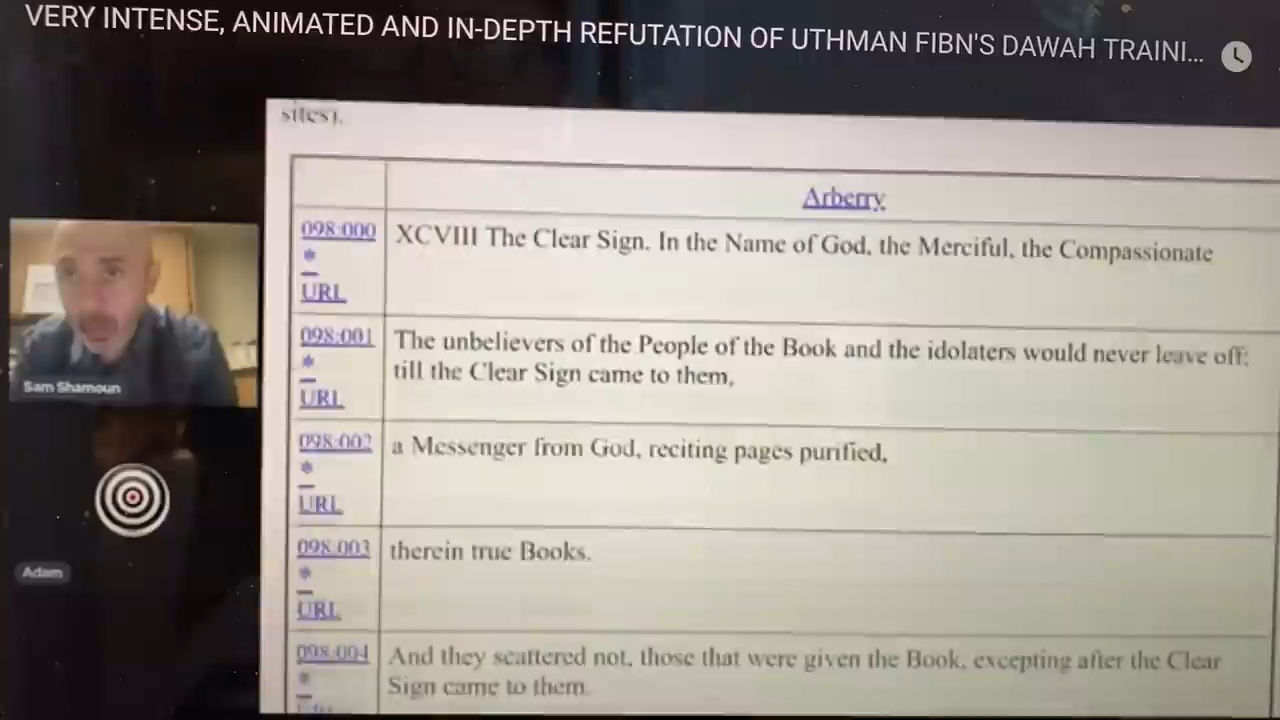 VERY INTENSE, ANIMATED AND IN-DEPTH REFUTATION OF UTHMAN FIBN'S DAWAH TRAINI...
sites).
Arberry
098:000
*
URL
XCVIII The Clear Sign. In the Name of God, the Merciful, the Compassionate
098:001
*
URL
The unbelievers of the People of the Book and the idolaters would never leave off;
till the Clear Sign came to them,
098:002
*
URL
a Messenger from God, reciting pages purified,
098:003
*
URL
therein true Books.
098:004
*
And they scattered not, those that were given the Book, excepting after the Clear
Sign came to them.
Sam Shamoun
Adam